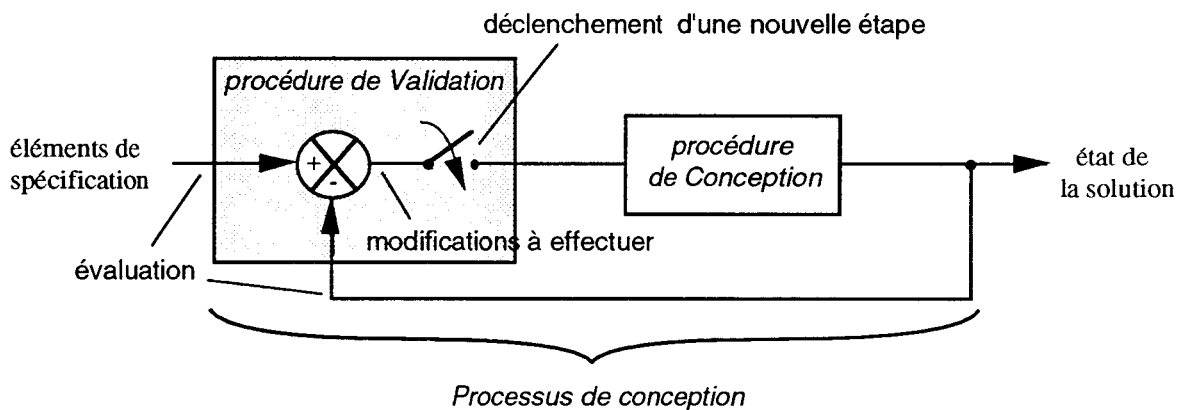 déclenchement d'une nouvelle étape
procédure de Validation
éléments de
spécification
+
-
procédure
de Conception
état de
la solution
modifications à effectuer
évaluation
Processus de conception